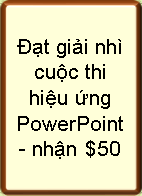 Đạt giải nhì
cuộc thi
hiệu ứng
PowerPoint
- nhận $50